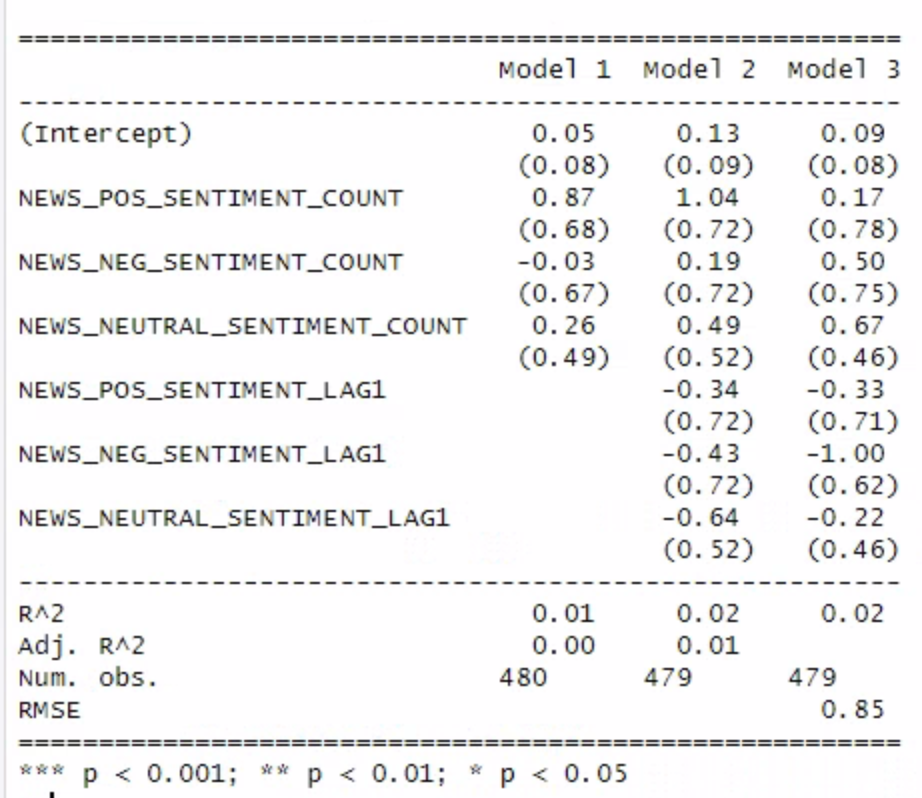 =======================================================
                              Model 1  Model 2  Model 3
-------------------------------------------------------
(Intercept)                     0.05     0.13     0.09
                               (0.08)   (0.09)   (0.08)
NEWS_POS_SENTIMENT_COUNT        0.87     1.04     0.17
                               (0.68)   (0.72)   (0.78)
NEWS_NEG_SENTIMENT_COUNT       -0.03     0.19     0.50
                               (0.67)   (0.72)   (0.75)
NEWS_NEUTRAL_SENTIMENT_COUNT    0.26     0.49     0.67
                               (0.49)   (0.52)   (0.46)
NEWS_POS_SENTIMENT_LAG1                 -0.34    -0.33
                                        (0.72)   (0.71)
NEWS_NEG_SENTIMENT_LAG1                 -0.43    -1.00
                                        (0.72)   (0.62)
NEWS_NEUTRAL_SENTIMENT_LAG1             -0.64    -0.22
                                        (0.52)   (0.46)
-------------------------------------------------------
R^2                             0.01     0.02     0.02
Adj. R^2                        0.00     0.01
Num. obs.                     480      479      479
RMSE                                              0.85
=======================================================
*** p < 0.001; ** p < 0.01; * p < 0.05